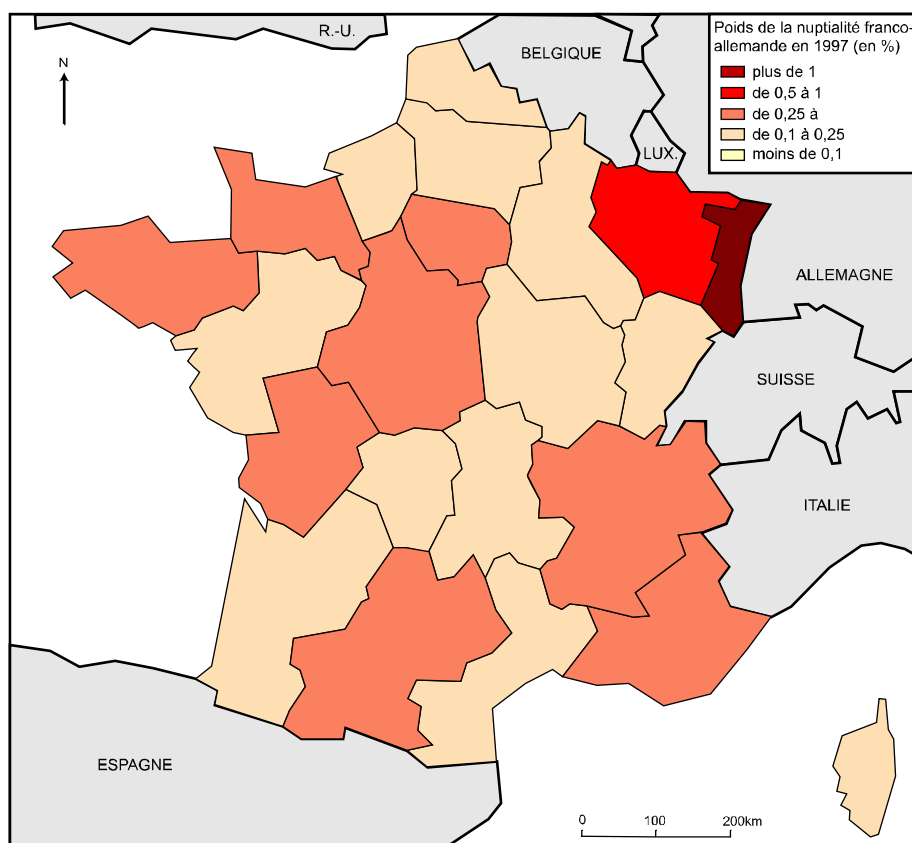 R.-U.
BELGIQUE
Poids de la nuptialité franco-
allemande en 1997 (en %)
plus de 1
de 0,5 à 1
de 0,25 à
de 0,1 à 0,25
moins de 0,1
N
LUX.
ALLEMAGNE
SUISSE
ITALIE
ESPAGNE
0 100 200km